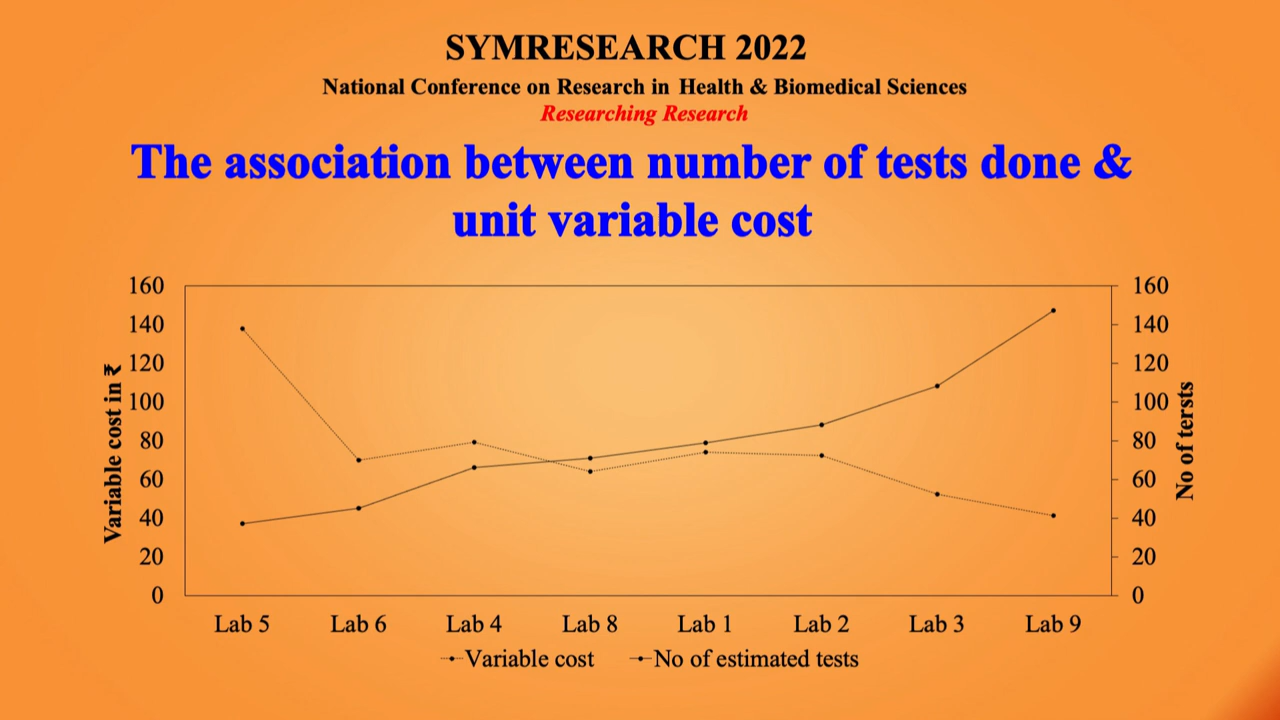 SYMRESEARCH 2022
National Conference on Research in Health & Biomedical Sciences
Researching Research
The association between number of tests done &
unit variable cost
160
140
120
100
80
60
40
20
0
Variable cost in ₹
160
140
120
100
80
60
40
20
0
No of tersts
Lab 5 Lab 6 Lab 4 Lab 8 Lab 1 Lab 2 Lab 3 Lab 9
Variable cost No of estimated tests